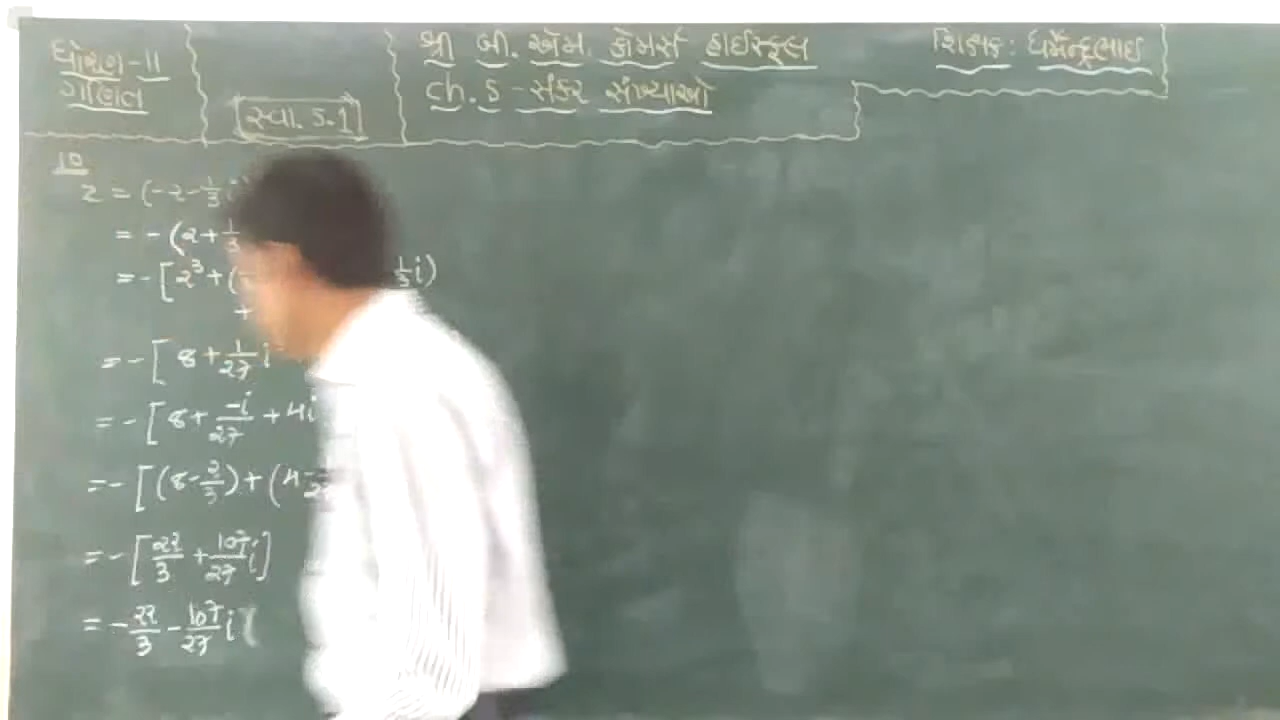 ધોરણ-11
ગણિત
સ્વા. 5.1
શ્રી બી. એમ. કોમર્સ હાઈસ્કૂલ
ch. 5 - સંકર સંખ્યાઓ
શિક્ષક: ધર્મેન્દ્રભાઇ
10
z = (-2-1/3 i
= -(2+1/3
= -[2³+( 1/3 i)
+
= -[8+1/27 i
= -[8+-i/27+4i
= -[(8-2/3)+(4-
= -[22/3+107/27 i]
= -22/3-107/27 i